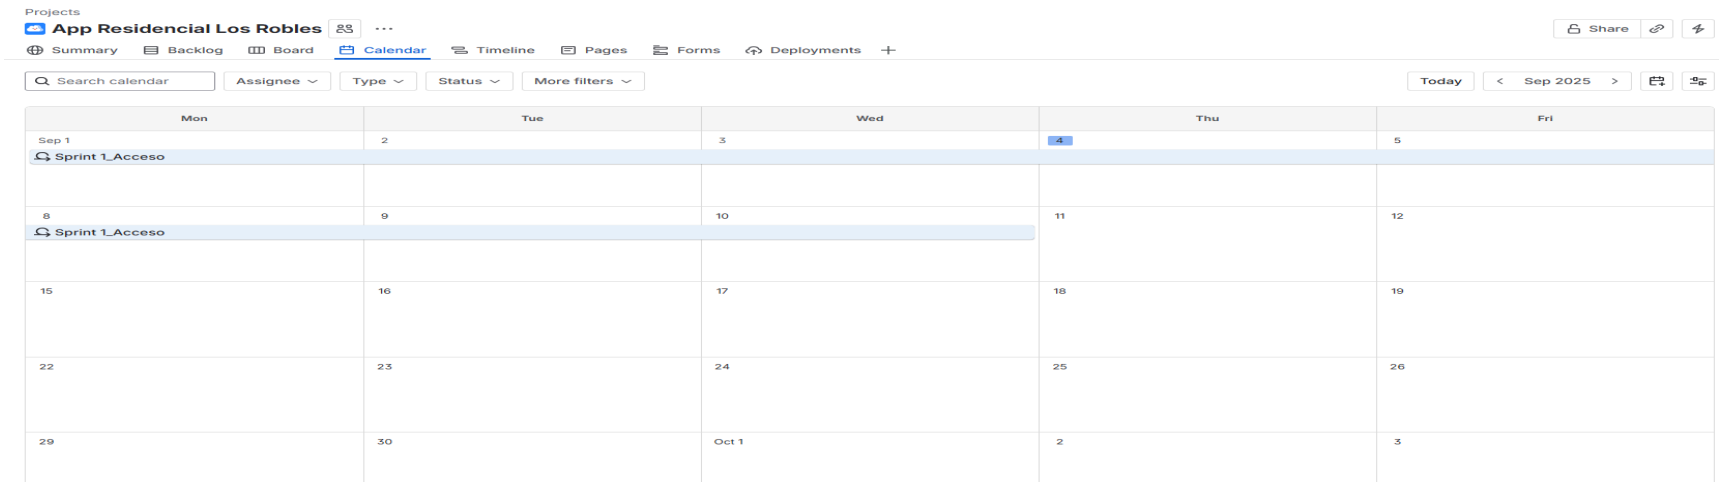 Projects
App Residencial Los Robles
Share
Summary Backlog Board Calendar Timeline Pages Forms Deployments
Search calendar Assignee Type Status More filters Today < Sep 2025 >
Mon Tue Wed Thu Fri
Sep 1 2 3 4 5
Sprint 1_Acceso
8 9 10 11 12
Sprint 1_Acceso
15 16 17 18 19
22 23 24 25 26
29 30 Oct 1 2 3